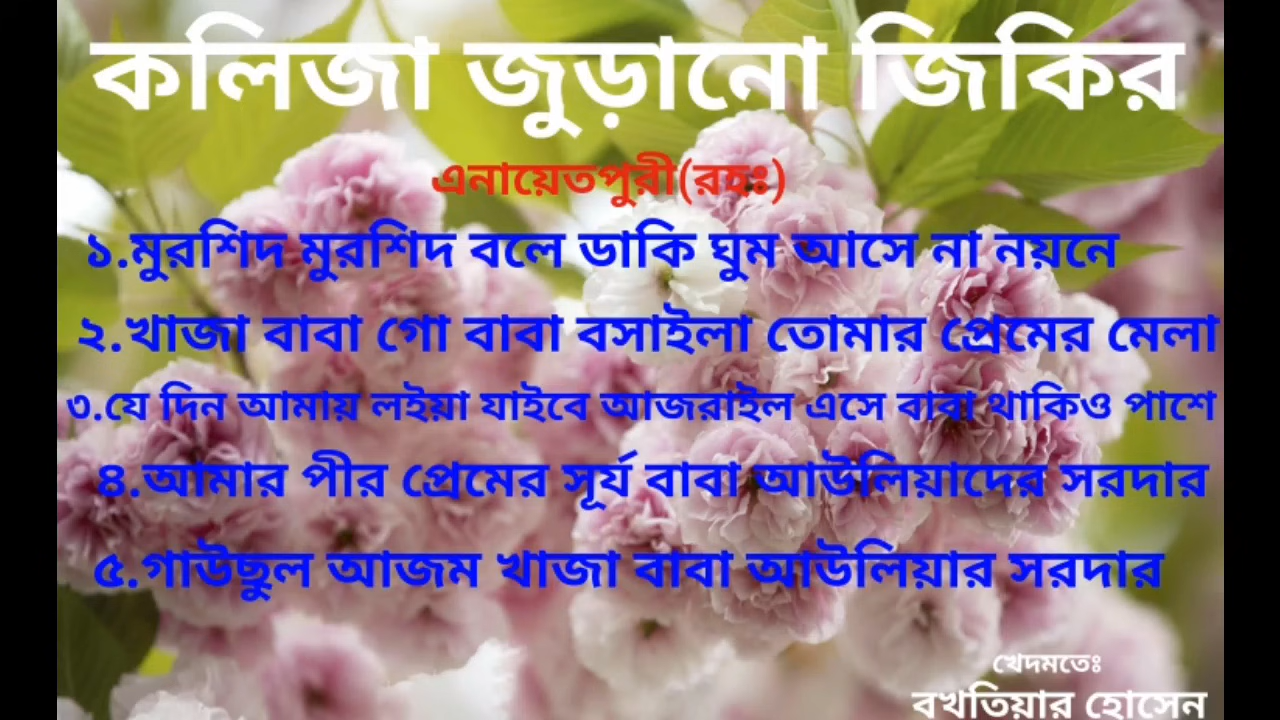 কলিজা জুড়ানো জিকির
এনায়েতপুরী(রহঃ)
১.মুরশিদ মুরশিদ বলে ডাকি ঘুম আসে না নয়নে
২.খাজা বাবা গো বাবা বসাইলা তোমার প্রেমের মেলা
৩.যে দিন আমায় লইয়া যাইবে আজরাইল এসে বাবা থাকিও পাশে
৪.আমার পীর প্রেমের সূর্য বাবা আউলিয়াদের সরদার
৫.গাউছুল আজম খাজা বাবা আউলিয়ার সরদার
খেদমতেঃ
বখতিয়ার হোসেন